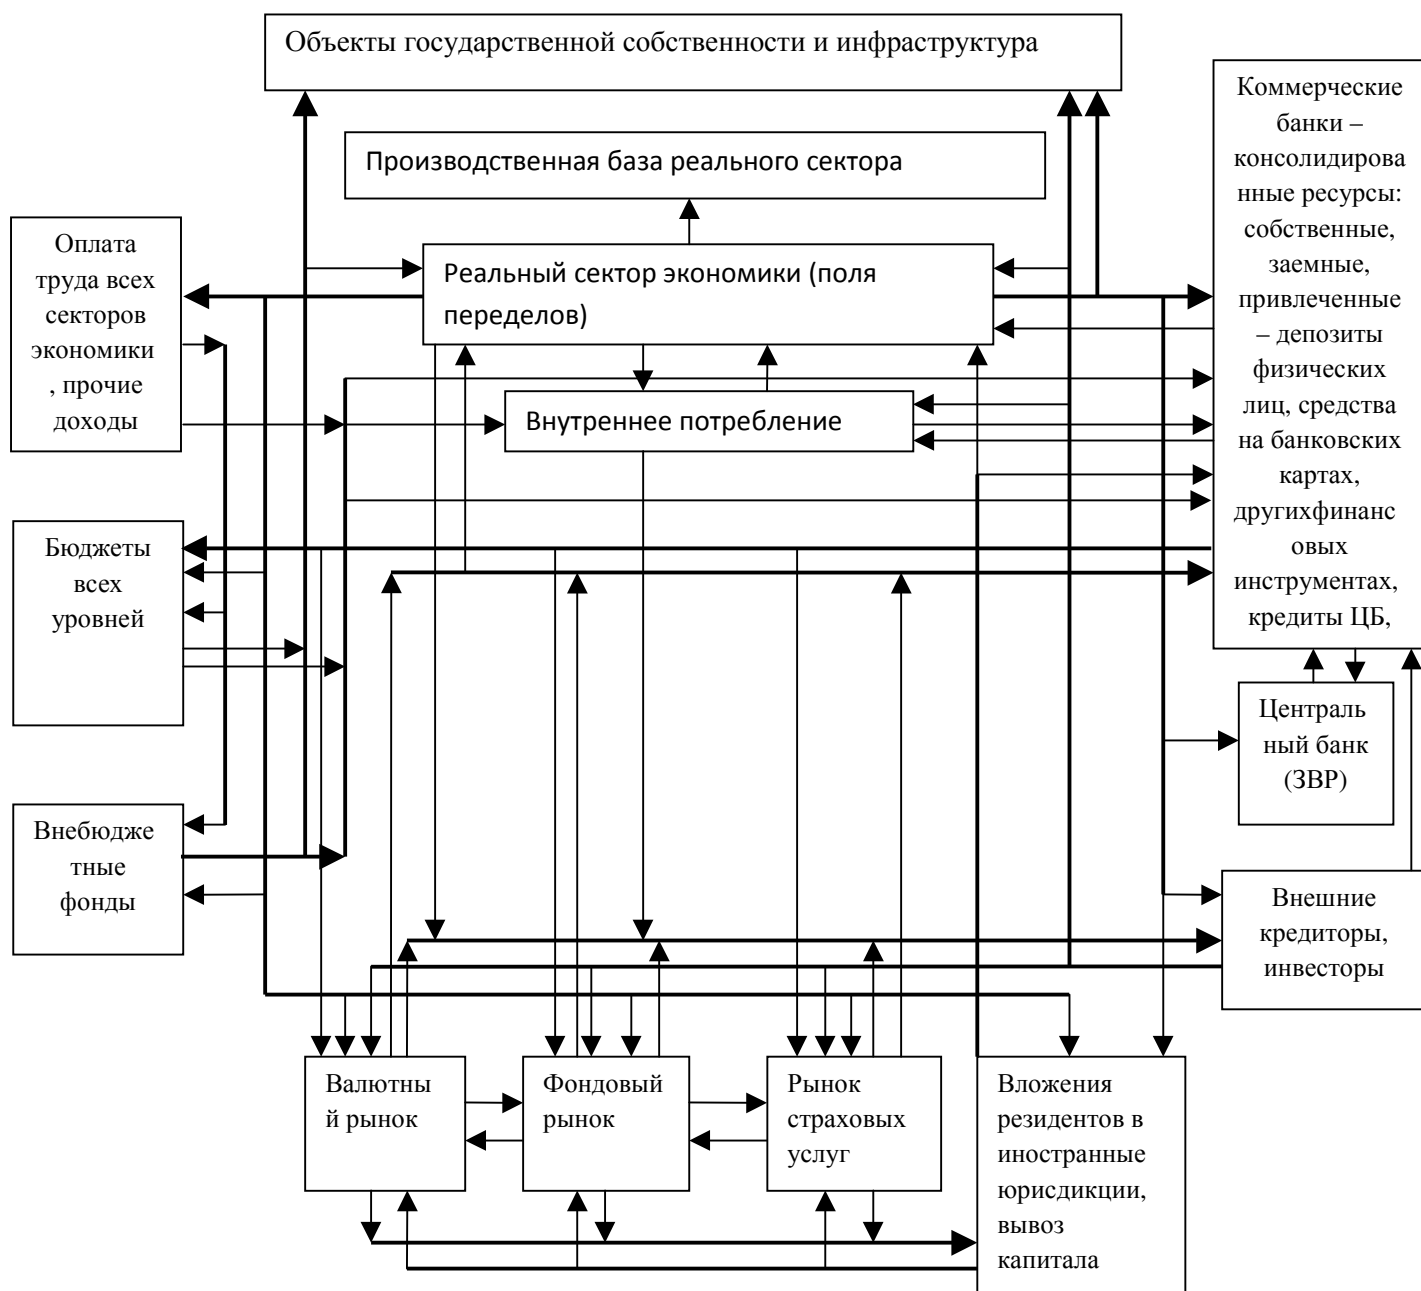 Объекты государственной собственности и инфраструктура
Производственная база реального сектора
Реальный сектор экономики (поля
переделов)
Внутреннее потребление
Оплата
труда всех
секторов
экономики
, прочие
доходы
Бюджеты
всех
уровней
Внебюдже
тные
фонды
Коммерческие
банки –
консолидирова
нные ресурсы:
собственные,
заемные,
привлеченные
– депозиты
физических
лиц, средства
на банковских
картах,
другихфинанс
овых
инструментах,
кредиты ЦБ,
Централь
ный банк
(ЗВР)
Внешние
кредиторы,
инвесторы
Валютны
й рынок
Фондовый
рынок
Рынок
страховых
услуг
Вложения
резидентов в
иностранные
юрисдикции,
вывоз
капитала